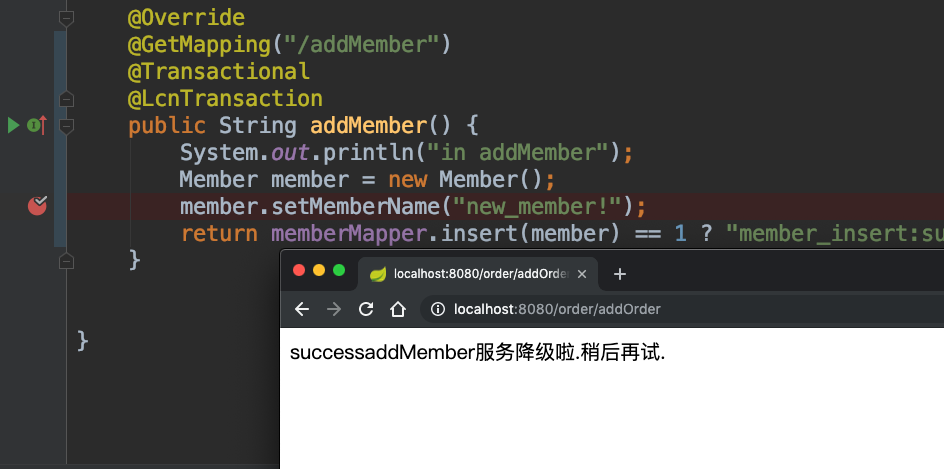 @Override
@GetMapping("/addMember")
@Transactional
@LcnTransaction
public String addMember() {
System.out.println("in addMember");
Member member = new Member();
member.setMemberName("new_member!");
return memberMapper.insert(member) == 1 ? "member_insert:su
}
}
localhost:8080/order/addOrde
localhost:8080/order/addOrder
successaddMember服务降级啦.稍后再试.